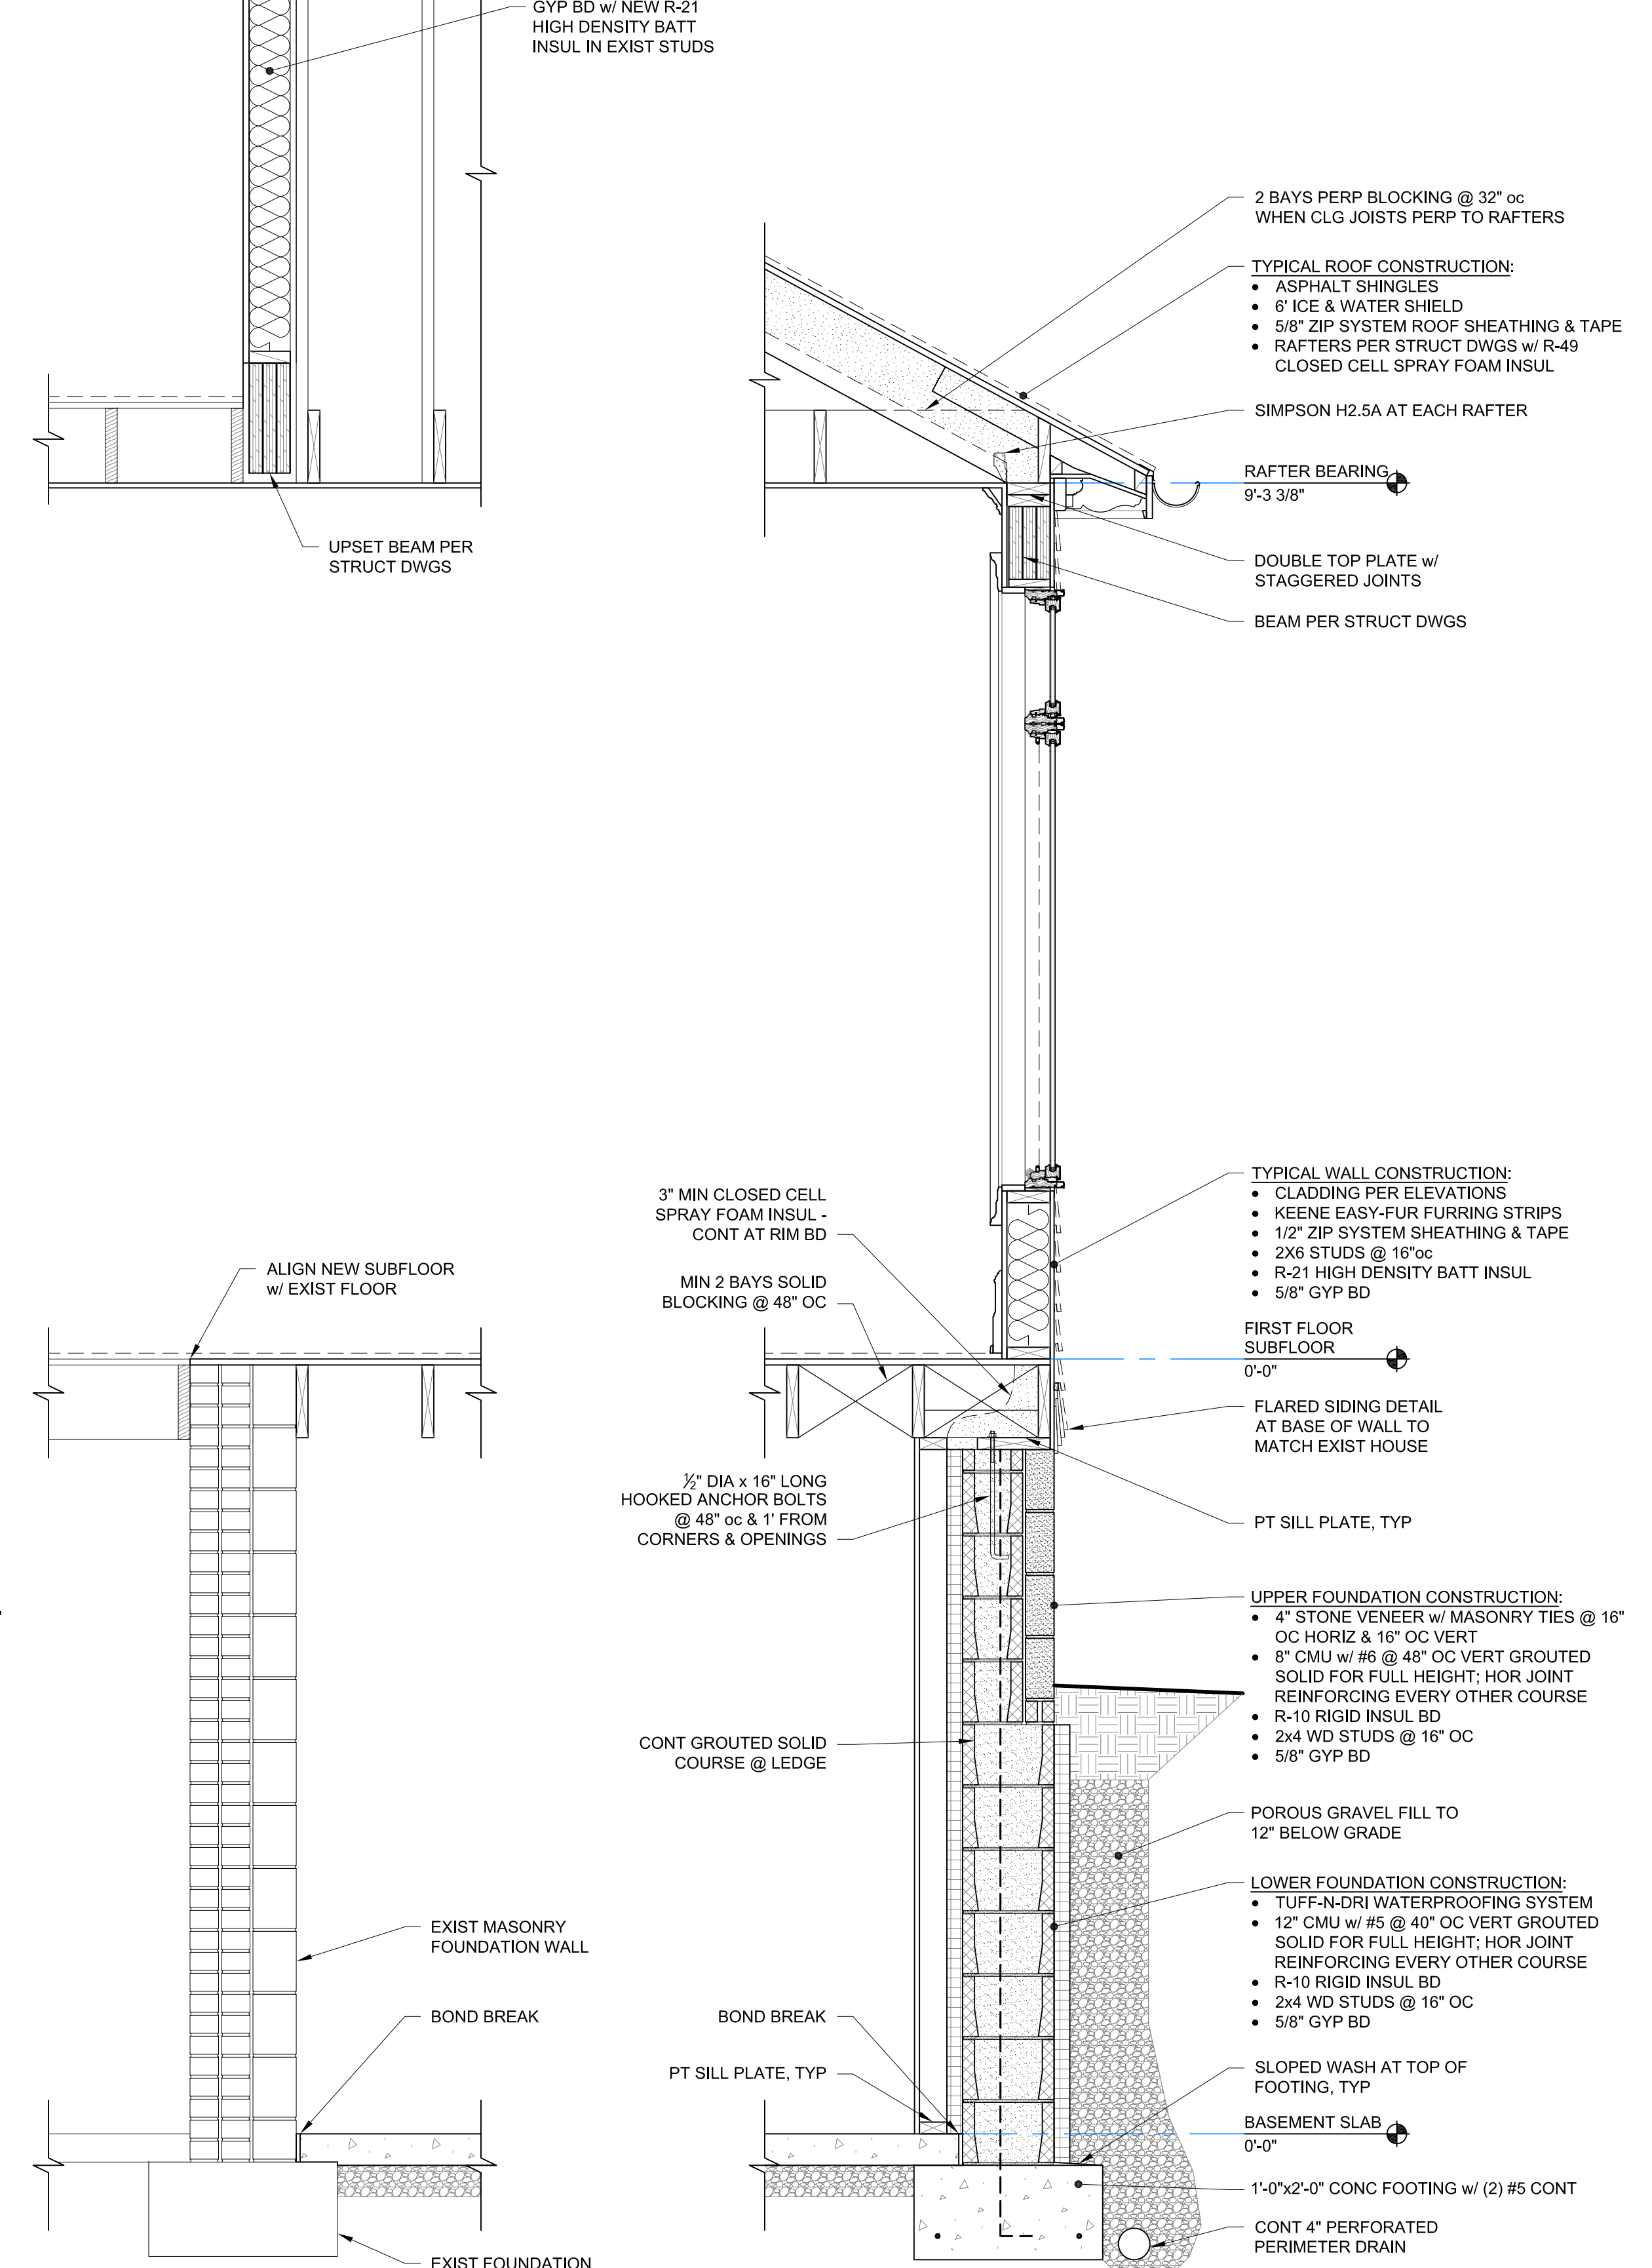 GYP BD w/ NEW R-21
HIGH DENSITY BATT
INSUL IN EXIST STUDS
UPSET BEAM PER
STRUCT DWGS
2 BAYS PERP BLOCKING @ 32" oc
WHEN CLG JOISTS PERP TO RAFTERS
TYPICAL ROOF CONSTRUCTION:
• ASPHALT SHINGLES
• 6' ICE & WATER SHIELD
• 5/8" ZIP SYSTEM ROOF SHEATHING & TAPE
• RAFTERS PER STRUCT DWGS w/ R-49
CLOSED CELL SPRAY FOAM INSUL
SIMPSON H2.5A AT EACH RAFTER
RAFTER BEARING
9'-3 3/8"
DOUBLE TOP PLATE w/
STAGGERED JOINTS
BEAM PER STRUCT DWGS
ALIGN NEW SUBFLOOR
w/ EXIST FLOOR
EXIST MASONRY
FOUNDATION WALL
BOND BREAK
EXIST FOUNDATION
3" MIN CLOSED CELL
SPRAY FOAM INSUL -
CONT AT RIM BD
MIN 2 BAYS SOLID
BLOCKING @ 48" OC
½" DIA x 16" LONG
HOOKED ANCHOR BOLTS
@ 48" oc & 1' FROM
CORNERS & OPENINGS
CONT GROUTED SOLID
COURSE @ LEDGE
BOND BREAK
PT SILL PLATE, TYP
TYPICAL WALL CONSTRUCTION:
• CLADDING PER ELEVATIONS
• KEENE EASY-FUR FURRING STRIPS
• 1/2" ZIP SYSTEM SHEATHING & TAPE
• 2X6 STUDS @ 16"oc
• R-21 HIGH DENSITY BATT INSUL
• 5/8" GYP BD
FIRST FLOOR
SUBFLOOR
0'-0"
FLARED SIDING DETAIL
AT BASE OF WALL TO
MATCH EXIST HOUSE
PT SILL PLATE, TYP
UPPER FOUNDATION CONSTRUCTION:
• 4" STONE VENEER w/ MASONRY TIES @ 16"
OC HORIZ & 16" OC VERT
• 8" CMU w/ #6 @ 48" OC VERT GROUTED
SOLID FOR FULL HEIGHT; HOR JOINT
REINFORCING EVERY OTHER COURSE
• R-10 RIGID INSUL BD
• 2x4 WD STUDS @ 16" OC
• 5/8" GYP BD
POROUS GRAVEL FILL TO
12" BELOW GRADE
LOWER FOUNDATION CONSTRUCTION:
• TUFF-N-DRI WATERPROOFING SYSTEM
• 12" CMU w/ #5 @ 40" OC VERT GROUTED
SOLID FOR FULL HEIGHT; HOR JOINT
REINFORCING EVERY OTHER COURSE
• R-10 RIGID INSUL BD
• 2x4 WD STUDS @ 16" OC
• 5/8" GYP BD
SLOPED WASH AT TOP OF
FOOTING, TYP
BASEMENT SLAB
0'-0"
1'-0"x2'-0" CONC FOOTING w/ (2) #5 CONT
CONT 4" PERFORATED
PERIMETER DRAIN